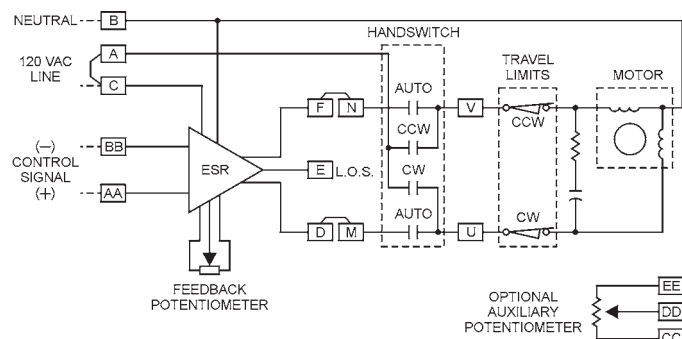 NEUTRAL
B
HANDSWITCH
A
120 VAC
LINE
TRAVEL
LIMITS
MOTOR
C
AUTO
F
N
V
CCW
CCW
(–)
BB
CONTROL
SIGNAL
ESR
E
L.O.S.
CW
(+)
AA
AUTO
CW
D
M
U
FEEDBACK
POTENTIOMETER
OPTIONAL
AUXILIARY
POTENTIOMETER
EE
DD
CC